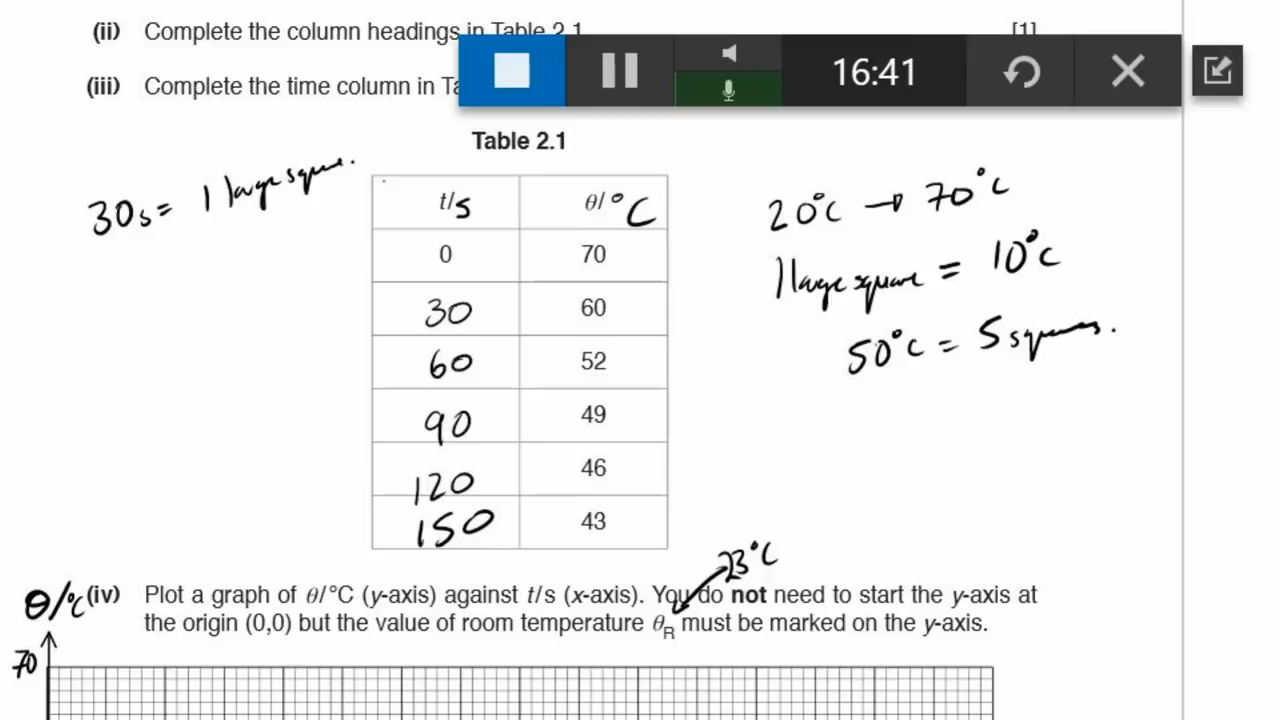 (ii) Complete the column headings in Table 2.1 [1]
16:41
(iii) Complete the time column in Ta
Table 2.1
30s = 1 large square.
t/s θ/°C
0 70
30 60
60 52
90 49
120 46
150 43
20°C → 70°C
1 large square = 10°C
50°C = 5 squares.
23°C
θ/°C
(iv) Plot a graph of θ/°C (y-axis) against t/s (x-axis). You do not need to start the y-axis at
the origin (0,0) but the value of room temperature θR must be marked on the y-axis.
70